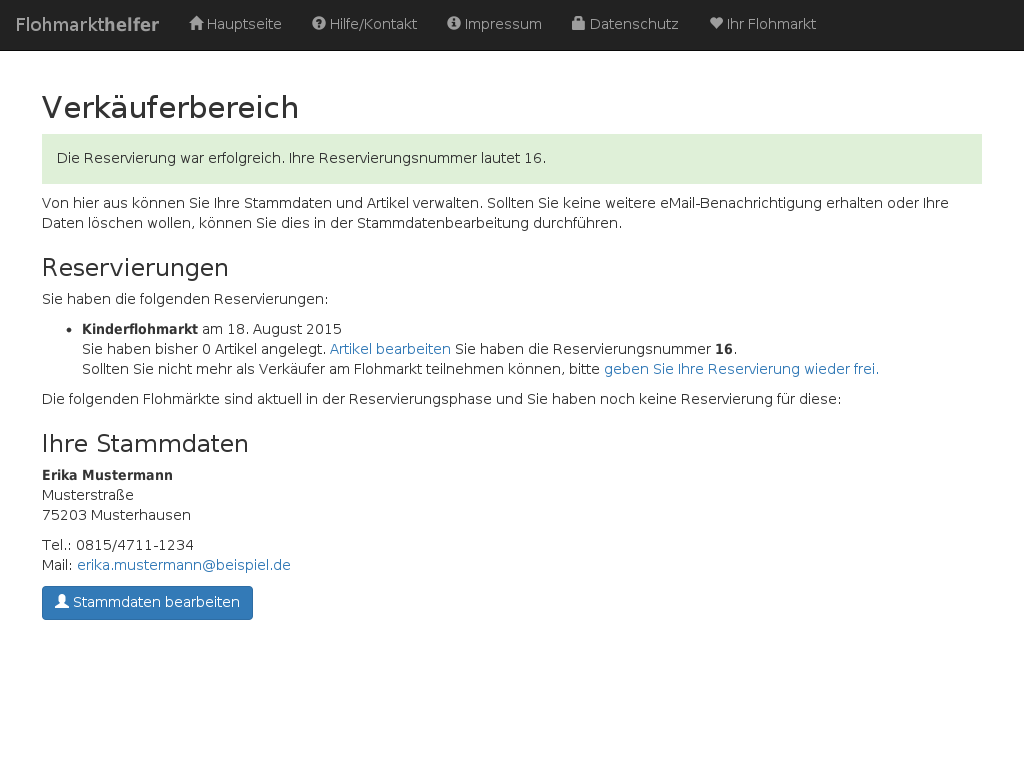 Flohmarkthelfer Hauptseite Hilfe/Kontakt Impressum Datenschutz Ihr Flohmarkt
Verkäuferbereich
Die Reservierung war erfolgreich. Ihre Reservierungsnummer lautet 16.
Von hier aus können Sie Ihre Stammdaten und Artikel verwalten. Sollten Sie keine weitere eMail-Benachrichtigung erhalten oder Ihre
Daten löschen wollen, können Sie dies in der Stammdatenbearbeitung durchführen.
Reservierungen
Sie haben die folgenden Reservierungen:
• Kinderflohmarkt am 18. August 2015
Sie haben bisher 0 Artikel angelegt. Artikel bearbeiten Sie haben die Reservierungsnummer 16.
Sollten Sie nicht mehr als Verkäufer am Flohmarkt teilnehmen können, bitte geben Sie Ihre Reservierung wieder frei.
Die folgenden Flohmärkte sind aktuell in der Reservierungsphase und Sie haben noch keine Reservierung für diese:
Ihre Stammdaten
Erika Mustermann
Musterstraße
75203 Musterhausen
Tel.: 0815/4711-1234
Mail: erika.mustermann@beispiel.de
Stammdaten bearbeiten